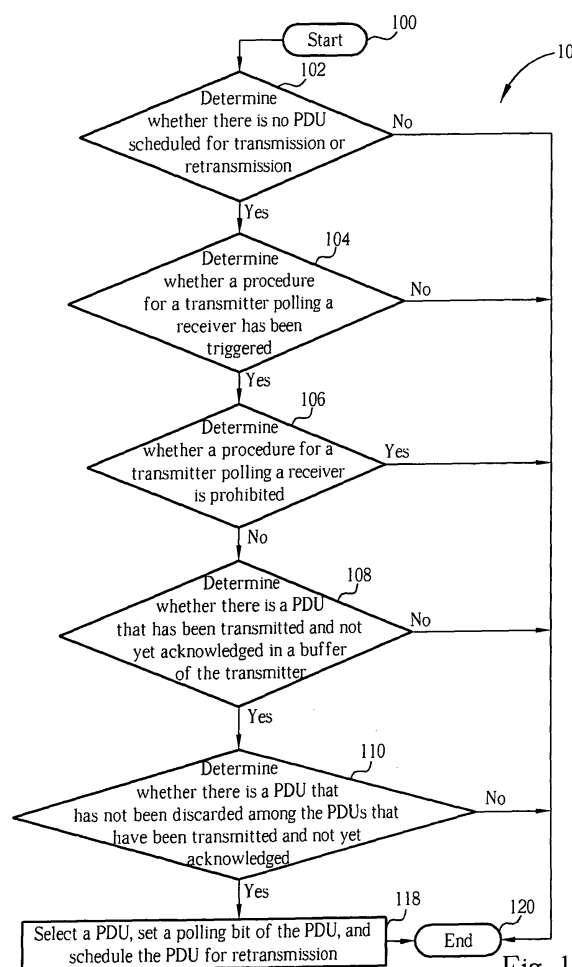 Start
100
10
102
Determine
whether there is no PDU
scheduled for transmission or
retransmission
No
Yes
104
Determine
whether a procedure
for a transmitter polling a
receiver has been
triggered
No
Yes
106
Determine
whether a procedure for a
transmitter polling a receiver
is prohibited
Yes
No
108
Determine
whether there is a PDU
that has been transmitted and not
yet acknowledged in a buffer
of the transmitter
No
Yes
110
Determine
whether there is a PDU that
has not been discarded among the PDUs that
have been transmitted and not yet
acknowledged
No
Yes
118
Select a PDU, set a polling bit of the PDU, and
schedule the PDU for retransmission
120
End
Fig. 1